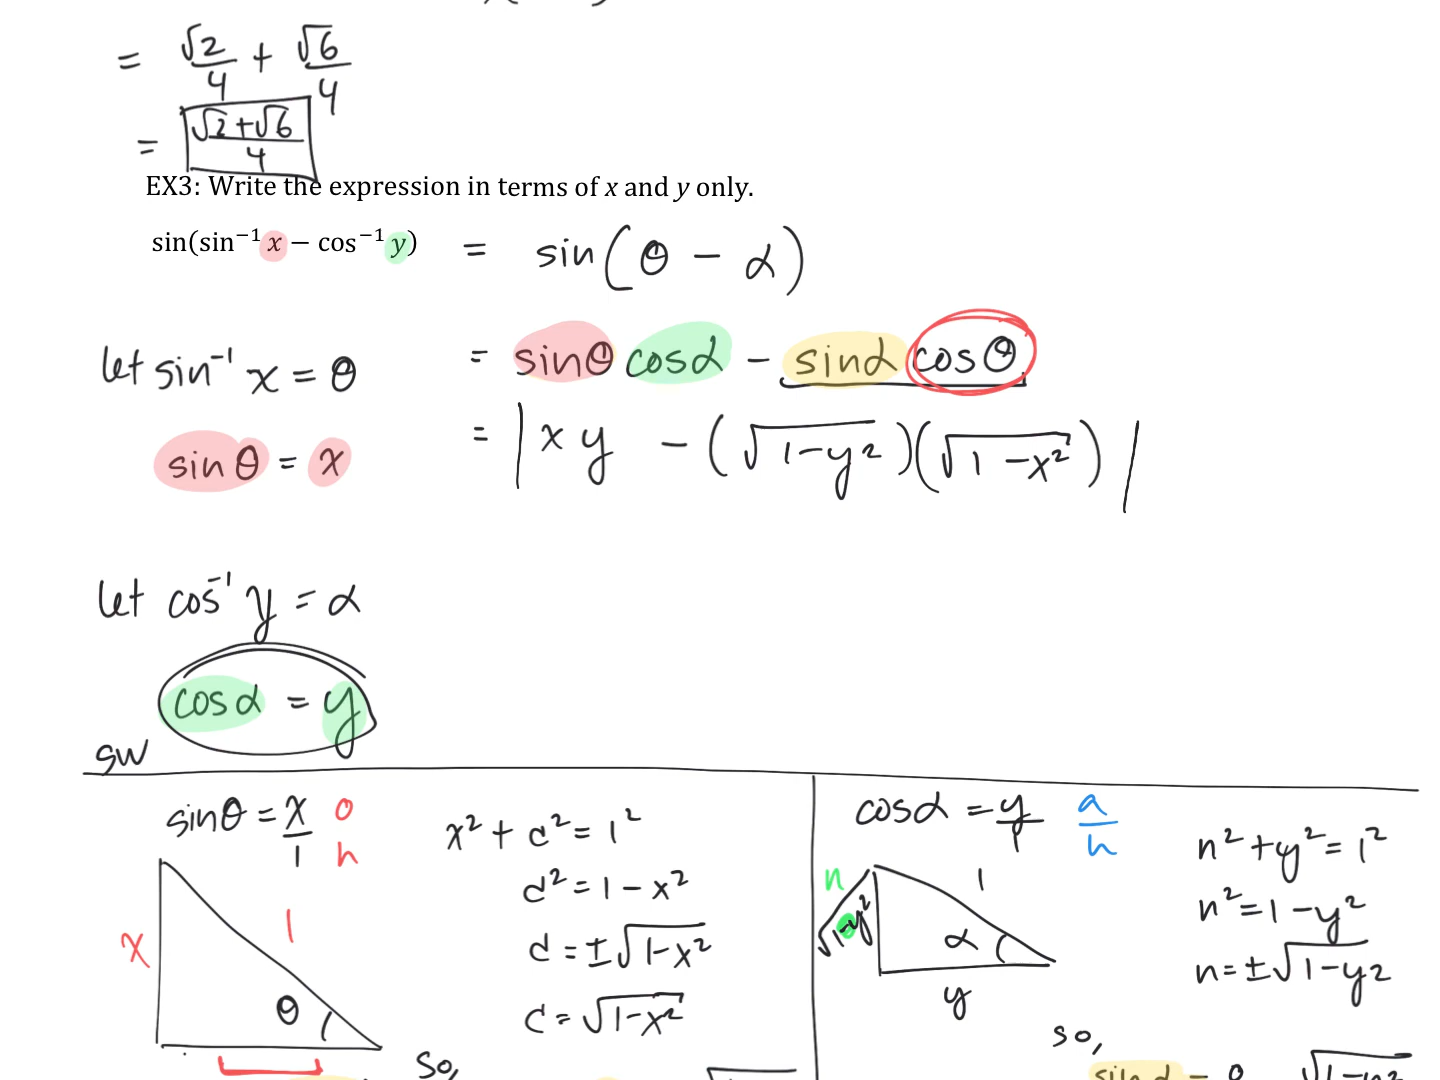 = √2/4 + √6/4
= (√2+√6)/4
EX3: Write the expression in terms of x and y only.
sin(sin⁻¹ x − cos⁻¹ y) = sin(θ − α)
let sin⁻¹ x = θ
= sinθ cosα − sinα cosθ
sinθ = x
= | xy − (√(1−y²))(√(1−x²)) |
let cos⁻¹ y = α
cosα = y
SW
sinθ = x/1 o/h
x² + d² = 1²
d² = 1 − x²
d = ±√(1−x²)
d = √(1−x²)
x
1
θ
so,
cosα = y/1 a/h
n² + y² = 1²
n² = 1 − y²
n = ±√(1−y²)
n
1
√(1−y²)
α
y
so,